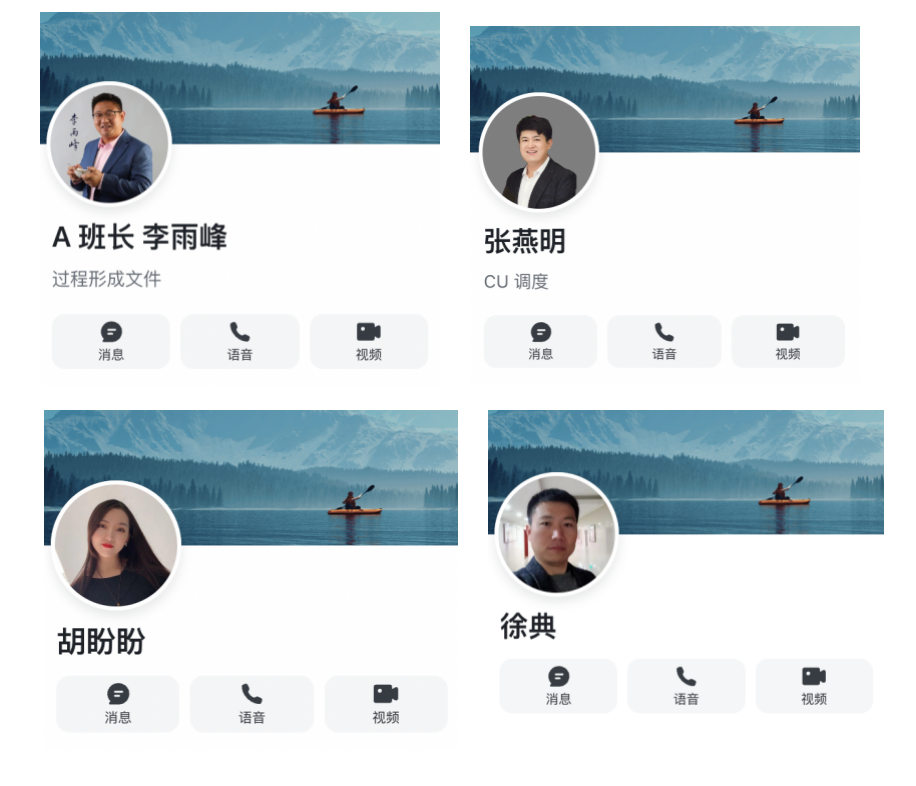 李雨峰
A 班长 李雨峰
过程形成文件
消息 语音 视频
张燕明
CU 调度
消息 语音 视频
胡盼盼
消息 语音 视频
徐典
消息 语音 视频